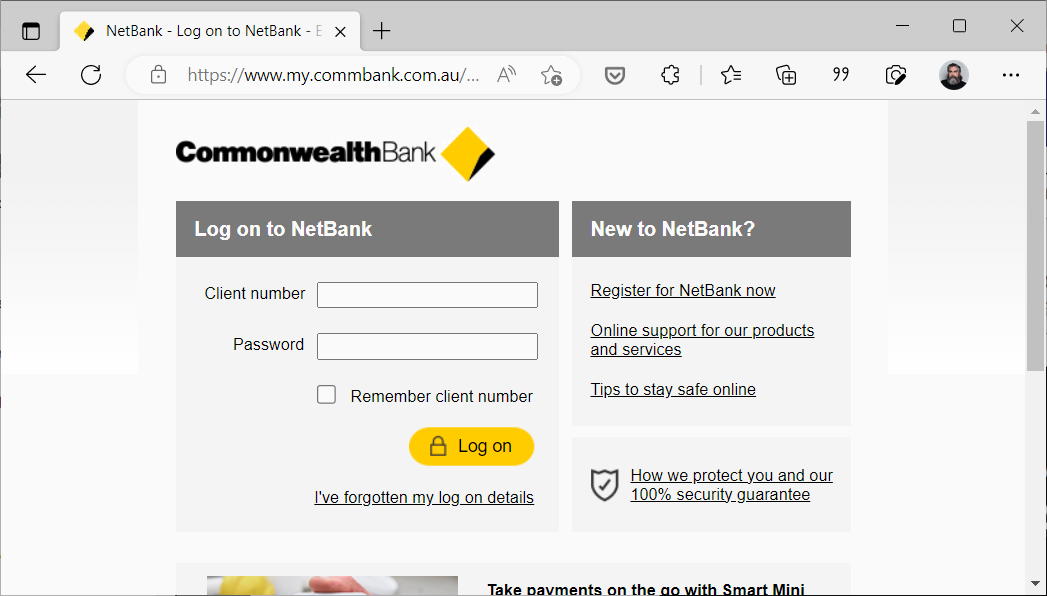 NetBank - Log on to NetBank - E
https://www.my.commbank.com.au/...
CommonwealthBank
Log on to NetBank
New to NetBank?
Client number
Password
Remember client number
Log on
I've forgotten my log on details
Register for NetBank now
Online support for our products
and services
Tips to stay safe online
How we protect you and our
100% security guarantee
Take payments on the go with Smart Mini